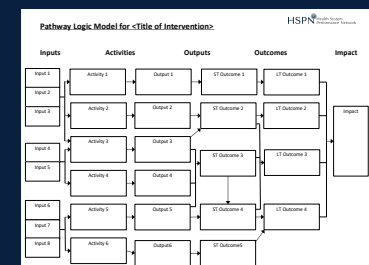 Pathway Logic Model for <Title of Intervention>
HSPN Health System
Performance Network
Inputs Activities Outputs Outcomes Impact
Input 1 Activity 1 Output 1 ST Outcome 1 LT Outcome 1
Input 2
Input 3 Activity 2 Output 2 ST Outcome 2 LT Outcome 2 Impact
Input 4 Activity 3 Output 3 ST Outcome 3 LT Outcome 3
Input 5
Activity 4 Output 4
Input 6 Activity 5 Output 5 ST Outcome 4 LT Outcome 4
Input 7
Input 8 Activity 6 Output6 ST Outcome5